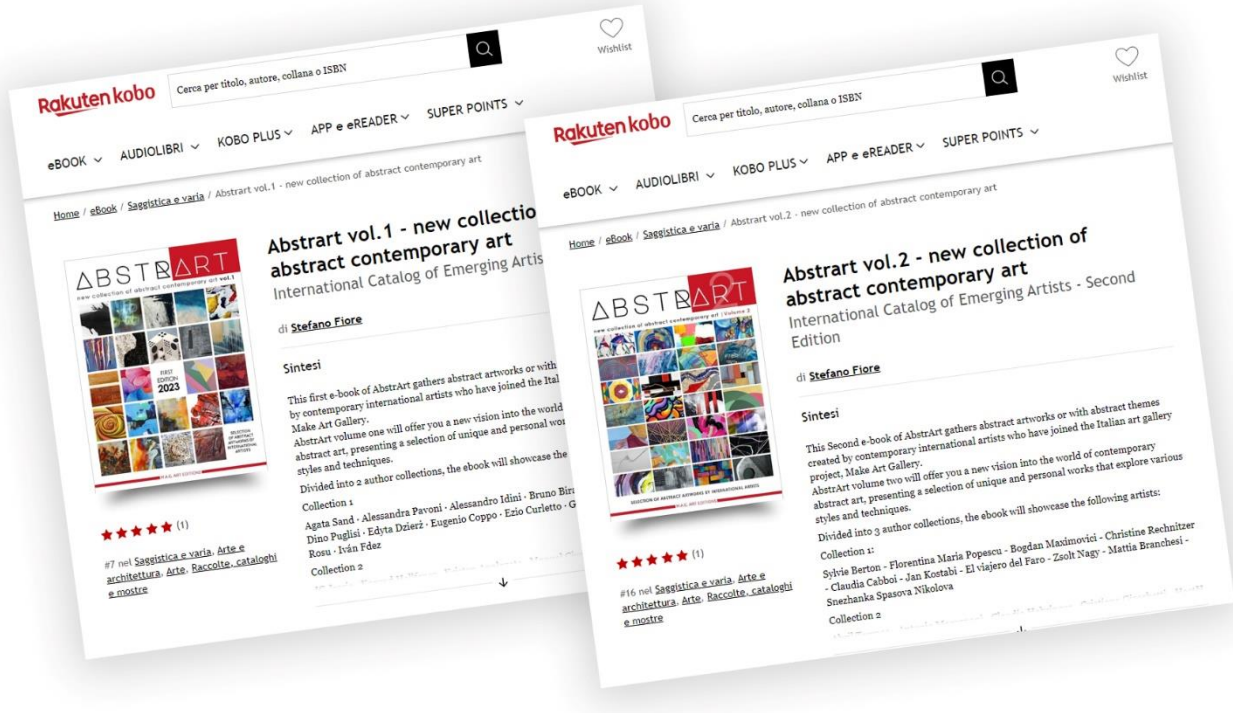 Rakuten kobo
Cerca per titolo, autore, collana o ISBN
Wishlist
eBOOK
AUDIOLIBRI
KOBO PLUS
APP e eREADER
SUPER POINTS
Home / eBook / Saggistica e varia / Abstrart vol.1 - new collection of abstract contemporary art
ABSTRART
new collection of abstract contemporary art vol.1
FIRST
EDITION
2023
SELECTION
OF ABSTRACT
ARTWORKS BY
INTERNATIONAL
ARTISTS
M.A.G. ART EDITIONS
(1)
#7 nel Saggistica e varia, Arte e
architettura, Arte, Raccolte, cataloghi
e mostre
Abstrart vol.1 - new collectio
abstract contemporary art
International Catalog of Emerging Artis
di Stefano Fiore
Sintesi
This first e-book of AbstrArt gathers abstract artworks or with
by contemporary international artists who have joined the Ital
Make Art Gallery.
AbstrArt volume one will offer you a new vision into the world
abstract art, presenting a selection of unique and personal wor
styles and techniques.
Divided into 2 author collections, the ebook will showcase the
Collection 1
Agata Sand · Alessandra Pavoni · Alessandro Idini · Bruno Bira
Dino Puglisi · Edyta Dzierż · Eugenio Coppo · Ezio Curletto · G
Rosu · Iván Fdez
Collection 2
Rakuten kobo
Cerca per titolo, autore, collana o ISBN
Wishlist
eBOOK
AUDIOLIBRI
KOBO PLUS
APP e eREADER
SUPER POINTS
Home / eBook / Saggistica e varia / Abstrart vol.2 - new collection of abstract contemporary art
ABSTRART
2
new collection of abstract contemporary art | Volume 2
SELECTION OF ABSTRACT ARTWORKS BY INTERNATIONAL ARTISTS
M.A.G. ART EDITIONS
(1)
#16 nel Saggistica e varia, Arte e
architettura, Arte, Raccolte, cataloghi
e mostre
Abstrart vol.2 - new collection of
abstract contemporary art
International Catalog of Emerging Artists - Second
Edition
di Stefano Fiore
Sintesi
This Second e-book of AbstrArt gathers abstract artworks or with abstract themes
created by contemporary international artists who have joined the Italian art gallery
project, Make Art Gallery.
AbstrArt volume two will offer you a new vision into the world of contemporary
abstract art, presenting a selection of unique and personal works that explore various
styles and techniques.
Divided into 3 author collections, the ebook will showcase the following artists:
Collection 1:
Sylvie Berton - Florentina Maria Popescu - Bogdan Maximovici - Christine Rechnitzer
- Claudia Cabboi - Jan Kostabi - El viajero del Faro - Zsolt Nagy - Mattia Branchesi -
Snezhanka Spasova Nikolova
Collection 2